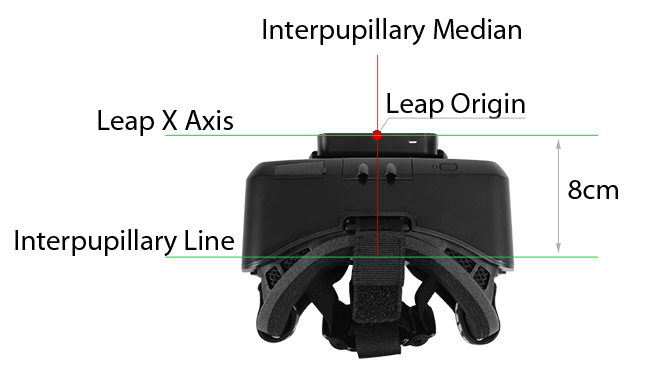 Interpupillary Median
Leap Origin
Leap X Axis
8cm
Interpupillary Line